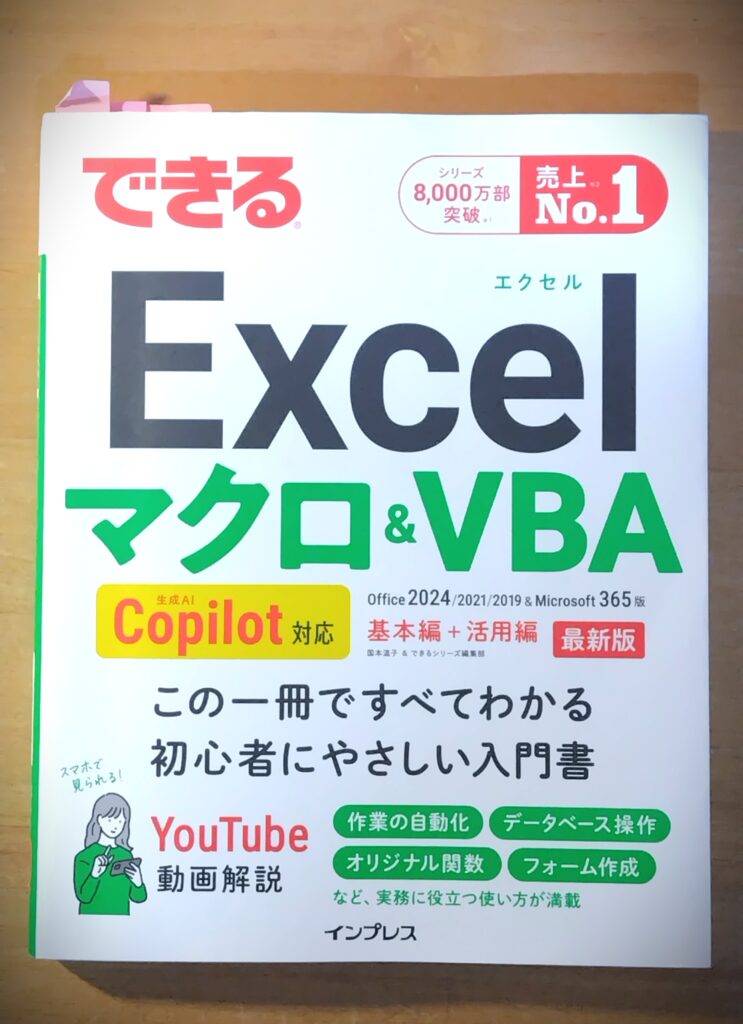 できる®
シリーズ
8,000万部
突破※1
売上※2
No.1
エクセル
Excel
マクロ&VBA
生成AI
Copilot対応
Office 2024/2021/2019 & Microsoft 365版
基本編+活用編 最新版
国本温子 & できるシリーズ編集部
この一冊ですべてわかる
初心者にやさしい入門書
スマホで
見られる!
YouTube
動画解説
作業の自動化 データベース操作
オリジナル関数 フォーム作成
など、実務に役立つ使い方が満載
インプレス